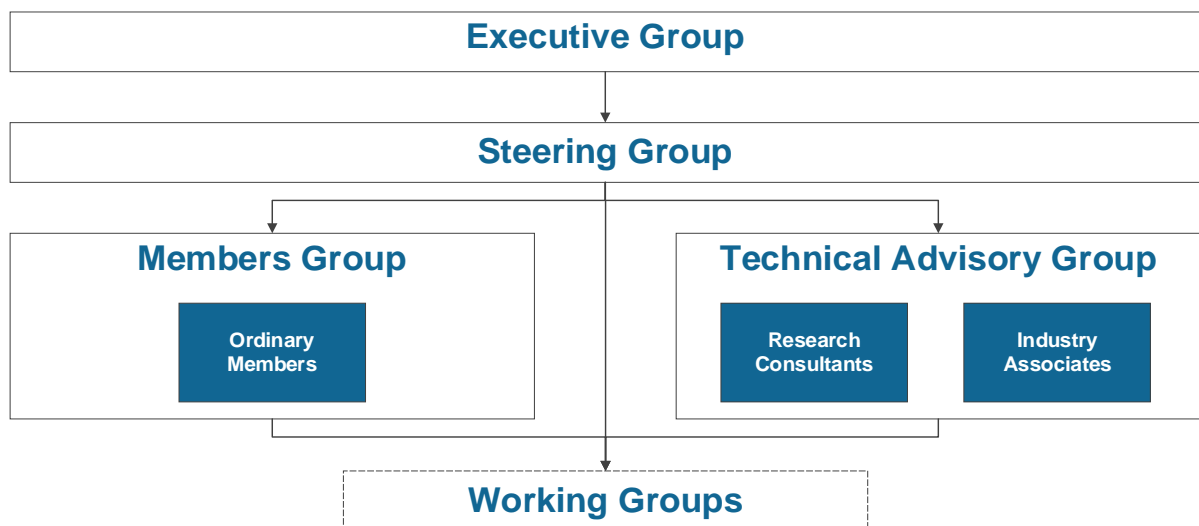 Executive Group
Steering Group
Members Group
Technical Advisory Group
Ordinary
Members
Research
Consultants
Industry
Associates
Working Groups